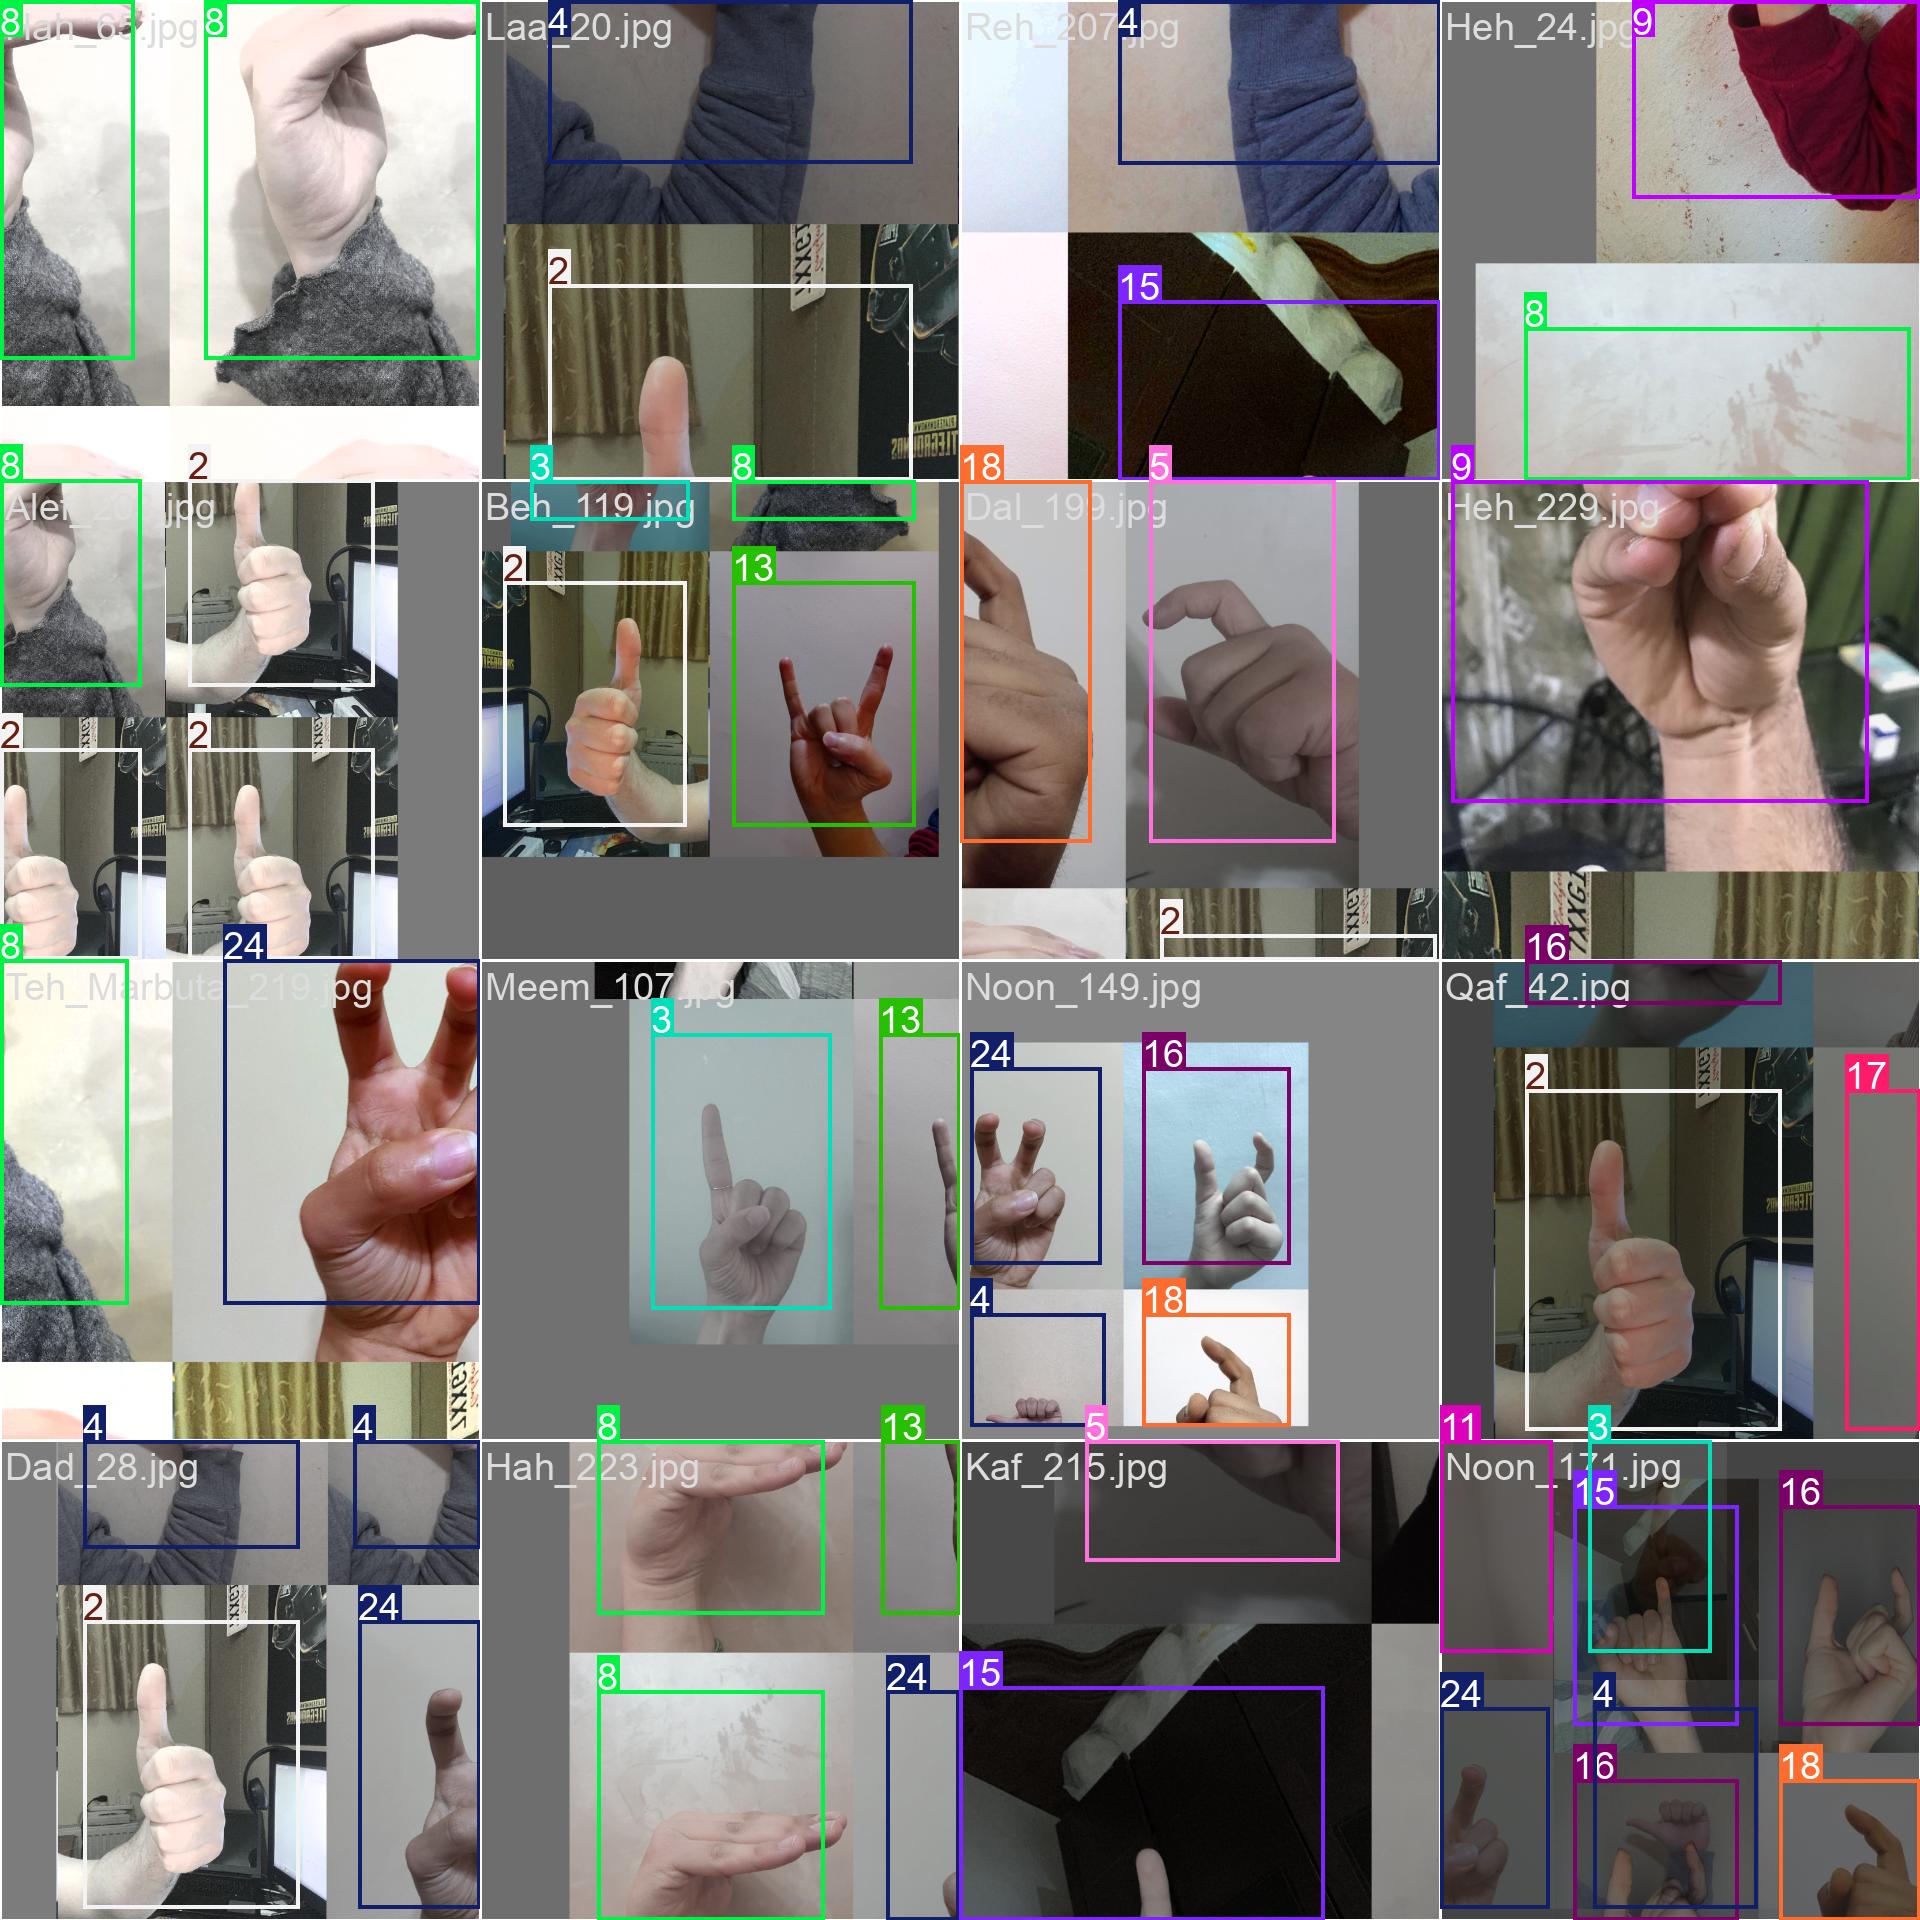 8 8 Hah_65.jpg
4 Laa_20.jpg
4 Reh_207.jpg
9 Heh_24.jpg
2
15
8
3 8
18 5
9
8 2
Alef_ jpg
Beh_119.jpg
Dal_199.jpg
Heh_229.jpg
2 13
2 2
2
16
8 24
Teh_Marbuta_219.jpg
Meem_107.jpg
Noon_149.jpg
Qaf_42.jpg
3 13
24 16
2 17
4 18
4 4
8 13
5
11 3
Dad_28.jpg
Hah_223.jpg
Kaf_215.jpg
Noon_171.jpg
15 16
2 24
8 24
15
24 4
16 18